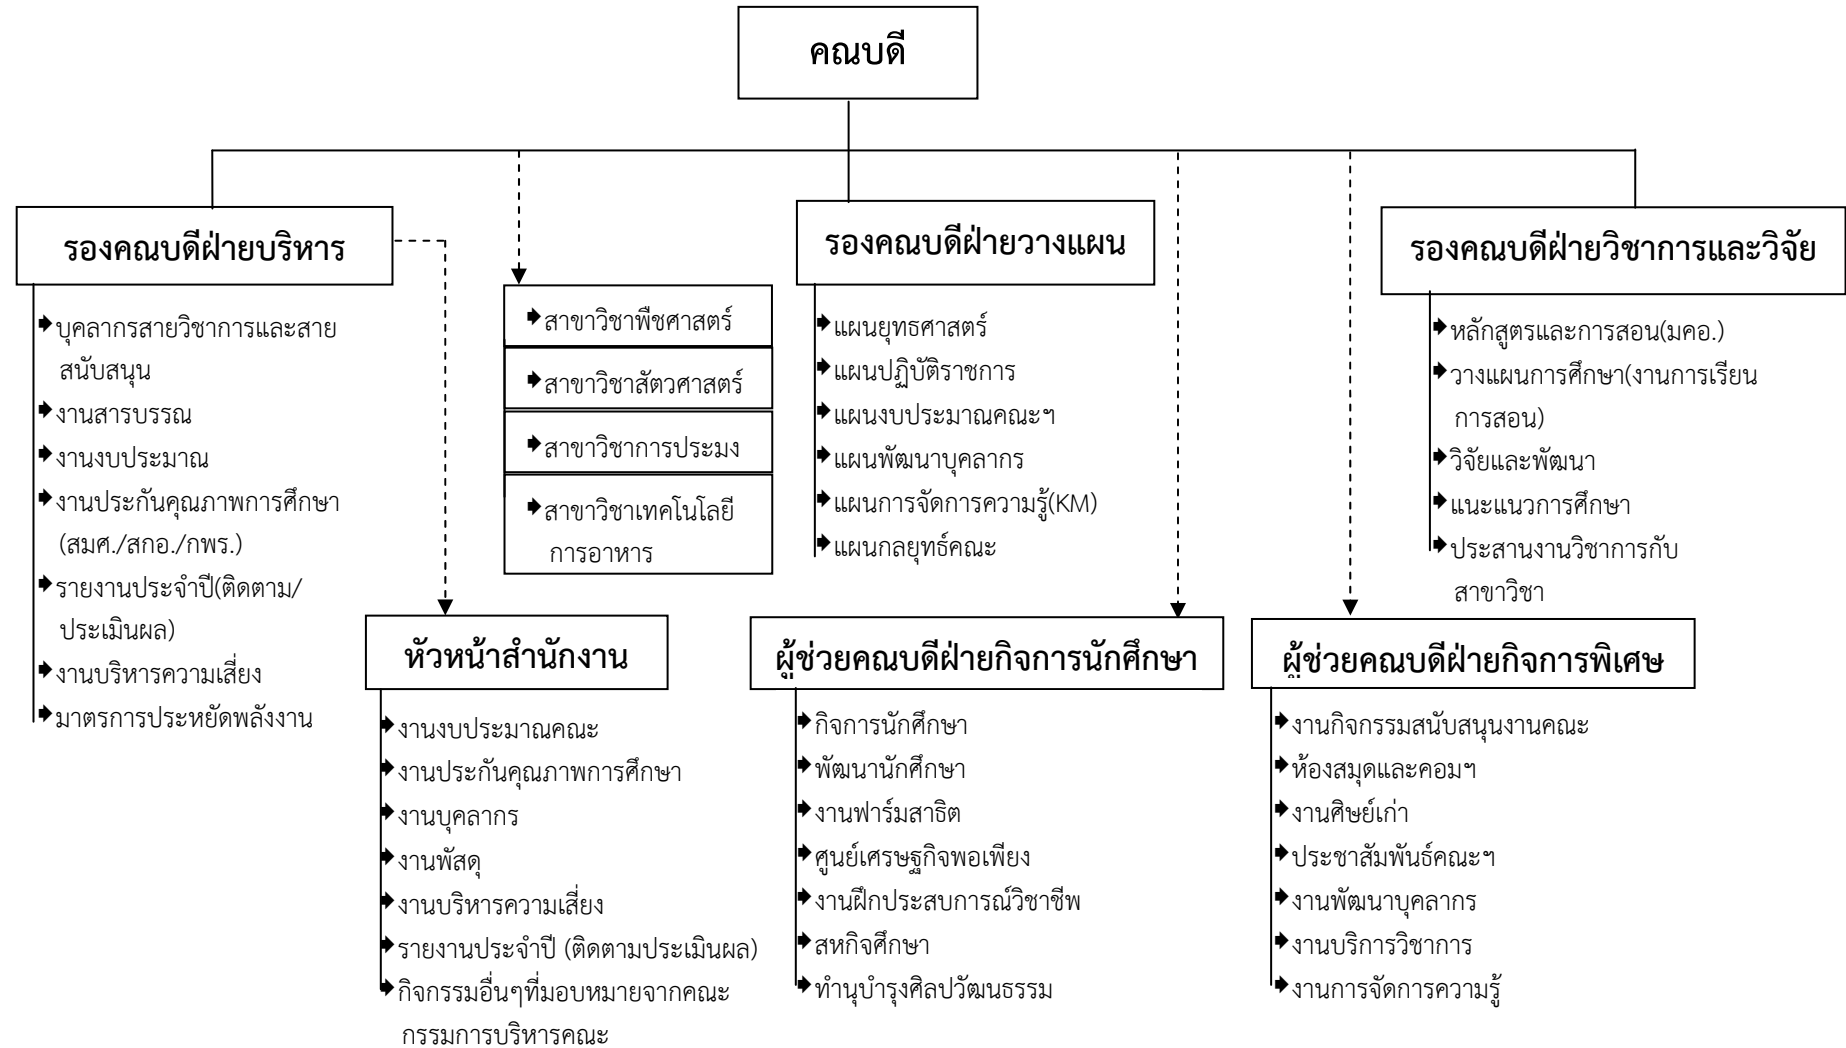 คณบดี
รองคณบดีฝ่ายบริหาร
บุคลากรสายวิชาการและสาย
สนับสนุน
งานสารบรรณ
งานงบประมาณ
งานประกันคุณภาพการศึกษา
(สมศ./สกอ./กพร.)
รายงานประจำปี(ติดตาม/
ประเมินผล)
งานบริหารความเสี่ยง
มาตรการประหยัดพลังงาน
สาขาวิชาพืชศาสตร์
สาขาวิชาสัตวศาสตร์
สาขาวิชาการประมง
สาขาวิชาเทคโนโลยี
การอาหาร
รองคณบดีฝ่ายวางแผน
แผนยุทธศาสตร์
แผนปฏิบัติราชการ
แผนงบประมาณคณะฯ
แผนพัฒนาบุคลากร
แผนการจัดการความรู้(KM)
แผนกลยุทธ์คณะ
รองคณบดีฝ่ายวิชาการและวิจัย
หลักสูตรและการสอน(มคอ.)
วางแผนการศึกษา(งานการเรียน
การสอน)
วิจัยและพัฒนา
แนะแนวการศึกษา
ประสานงานวิชาการกับ
สาขาวิชา
หัวหน้าสำนักงาน
งานงบประมาณคณะ
งานประกันคุณภาพการศึกษา
งานบุคลากร
งานพัสดุ
งานบริหารความเสี่ยง
รายงานประจำปี (ติดตามประเมินผล)
กิจกรรมอื่นๆที่มอบหมายจากคณะ
กรรมการบริหารคณะ
ผู้ช่วยคณบดีฝ่ายกิจการนักศึกษา
กิจการนักศึกษา
พัฒนานักศึกษา
งานฟาร์มสาธิต
ศูนย์เศรษฐกิจพอเพียง
งานฝึกประสบการณ์วิชาชีพ
สหกิจศึกษา
ทำนุบำรุงศิลปวัฒนธรรม
ผู้ช่วยคณบดีฝ่ายกิจการพิเศษ
งานกิจกรรมสนับสนุนงานคณะ
ห้องสมุดและคอมฯ
งานศิษย์เก่า
ประชาสัมพันธ์คณะฯ
งานพัฒนาบุคลากร
งานบริการวิชาการ
งานการจัดการความรู้